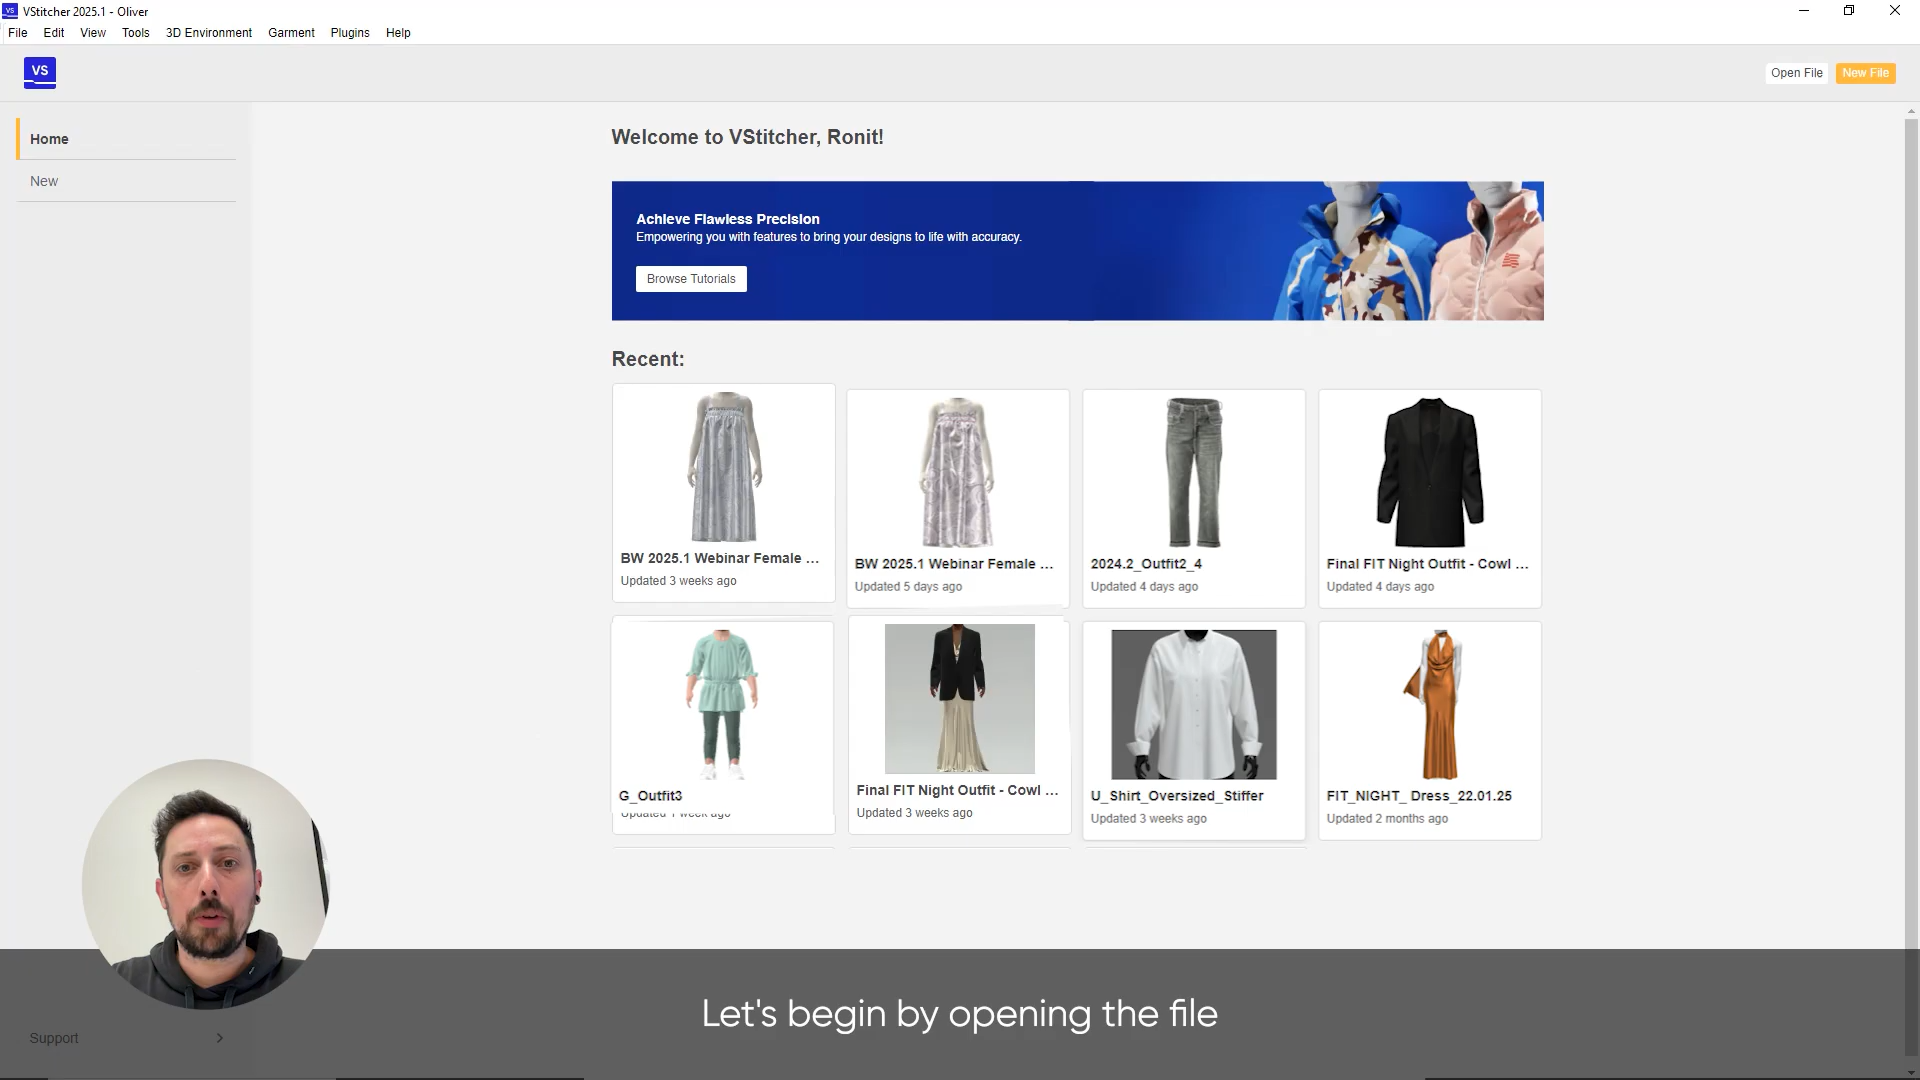 VS VStitcher 2025.1 - Oliver
File Edit View Tools 3D Environment Garment Plugins Help
VS
Open File New File
Home
New
Welcome to VStitcher, Ronit!
Achieve Flawless Precision
Empowering you with features to bring your designs to life with accuracy.
Browse Tutorials
Recent:
BW 2025.1 Webinar Female ...
Updated 3 weeks ago
BW 2025.1 Webinar Female ...
Updated 5 days ago
2024.2_Outfit2_4
Updated 4 days ago
Final FIT Night Outfit - Cowl ...
Updated 4 days ago
G_Outfit3
Updated 1 week ago
Final FIT Night Outfit - Cowl ...
Updated 3 weeks ago
U_Shirt_Oversized_Stiffer
Updated 3 weeks ago
FIT_NIGHT_ Dress_22.01.25
Updated 2 months ago
Let's begin by opening the file
Support